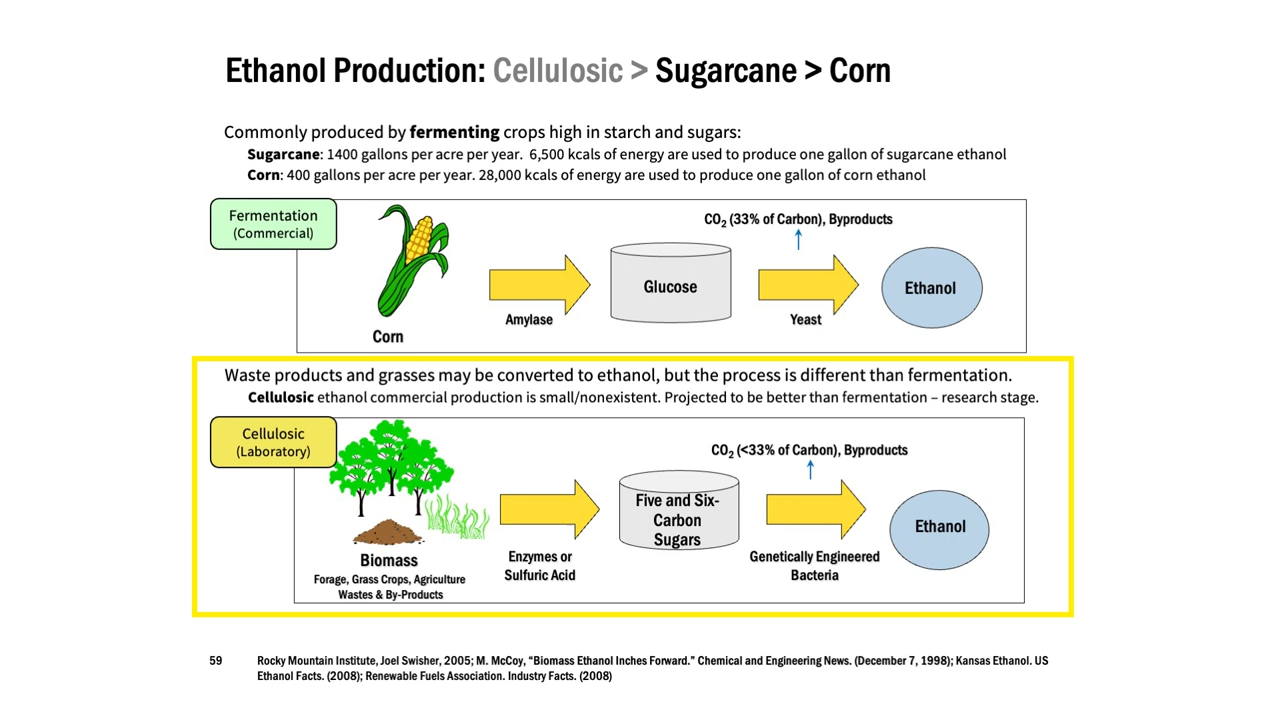 Ethanol Production: Cellulosic > Sugarcane > Corn
Commonly produced by fermenting crops high in starch and sugars:
Sugarcane: 1400 gallons per acre per year. 6,500 kcals of energy are used to produce one gallon of sugarcane ethanol
Corn: 400 gallons per acre per year. 28,000 kcals of energy are used to produce one gallon of corn ethanol
Fermentation
(Commercial)
CO₂ (33% of Carbon), Byproducts
Glucose
Ethanol
Amylase
Yeast
Corn
Waste products and grasses may be converted to ethanol, but the process is different than fermentation.
Cellulosic ethanol commercial production is small/nonexistent. Projected to be better than fermentation – research stage.
Cellulosic
(Laboratory)
CO₂ (<33% of Carbon), Byproducts
Five and Six-
Carbon
Sugars
Ethanol
Biomass
Forage, Grass Crops, Agriculture
Wastes & By-Products
Enzymes or
Sulfuric Acid
Genetically Engineered
Bacteria
59
Rocky Mountain Institute, Joel Swisher, 2005; M. McCoy, “Biomass Ethanol Inches Forward.” Chemical and Engineering News. (December 7, 1998); Kansas Ethanol. US
Ethanol Facts. (2008); Renewable Fuels Association. Industry Facts. (2008)